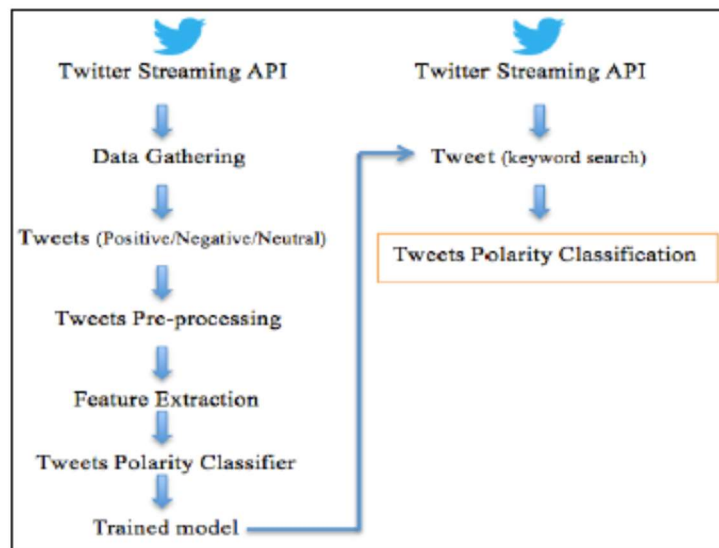 Twitter Streaming API
Data Gathering
Tweets (Positive/Negative/Neutral)
Tweets Pre-processing
Feature Extraction
Tweets Polarity Classifier
Trained model
Twitter Streaming API
Tweet (keyword search)
Tweets Polarity Classification